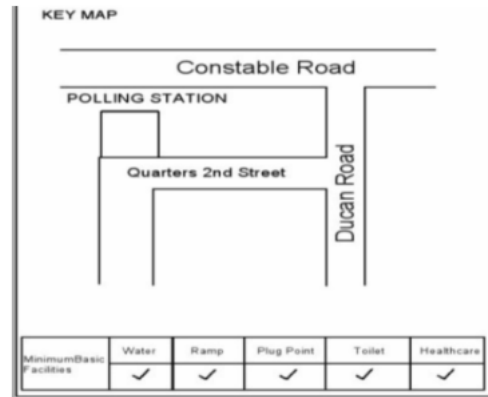 KEY MAP
Constable Road
POLLING STATION
Quarters 2nd Street
Ducan Road
MinimumBasic Facilities
Water Ramp Plug Point Toilet Healthcare
✓ ✓ ✓ ✓ ✓